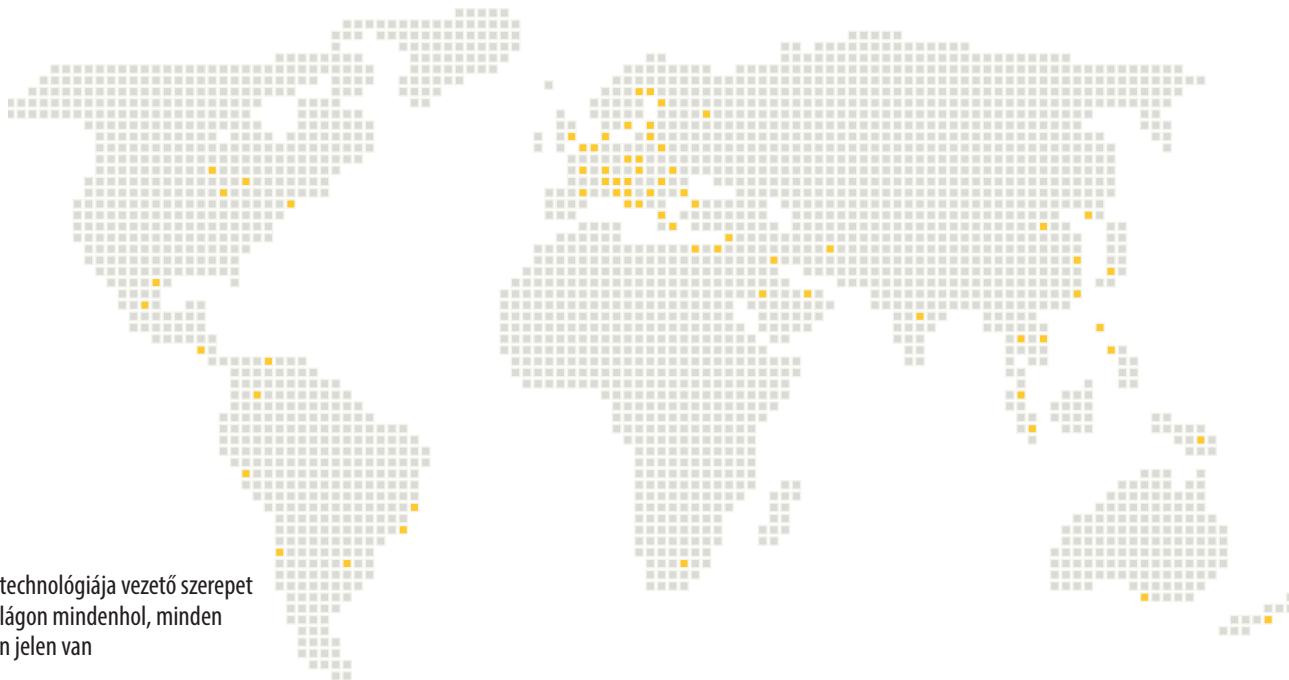 technológiája vezető szerepet
lágon mindenhol, minden
n jelen van